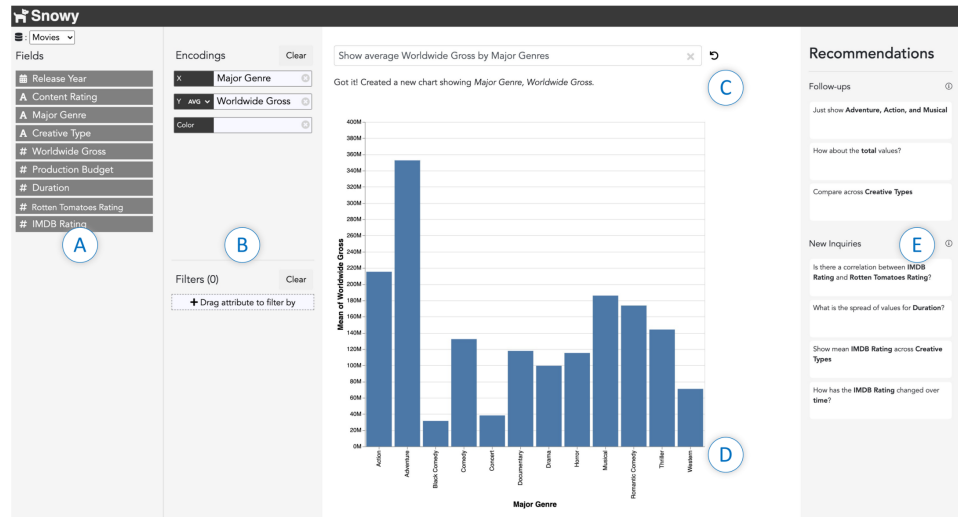 Snowy
: Movies
Fields
Release Year
A Content Rating
A Major Genre
A Creative Type
# Worldwide Gross
# Production Budget
# Duration
# Rotten Tomatoes Rating
# IMDB Rating
A
Encodings Clear
X Major Genre
Y AVG Worldwide Gross
Color
B
Filters (0) Clear
+ Drag attribute to filter by
Show average Worldwide Gross by Major Genres
Got it! Created a new chart showing Major Genre, Worldwide Gross.
C
Mean of Worldwide Gross
400M
380M
360M
340M
320M
300M
280M
260M
240M
220M
200M
180M
160M
140M
120M
100M
80M
60M
40M
20M
0M
Action
Adventure
Black Comedy
Comedy
Concert
Documentary
Drama
Horror
Musical
Romantic Comedy
Thriller
Western
Major Genre
D
Recommendations
Follow-ups
Just show Adventure, Action, and Musical
How about the total values?
Compare across Creative Types
New Inquiries
E
Is there a correlation between IMDB
Rating and Rotten Tomatoes Rating?
What is the spread of values for Duration?
Show mean IMDB Rating across Creative
Types
How has the IMDB Rating changed over
time?